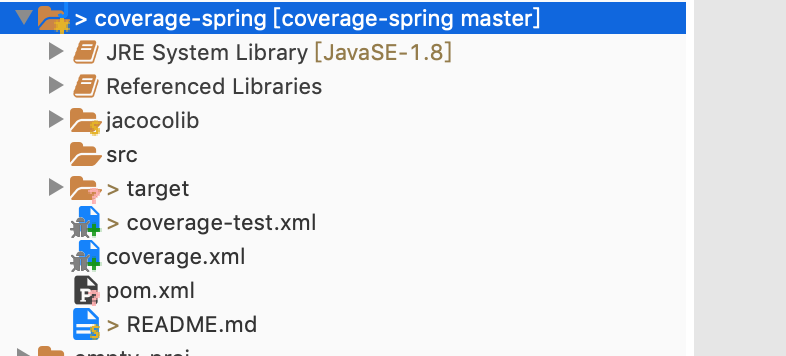 > coverage-spring [coverage-spring master]
JRE System Library [JavaSE-1.8]
Referenced Libraries
jacocolib
src
> target
> coverage-test.xml
coverage.xml
pom.xml
> README.md